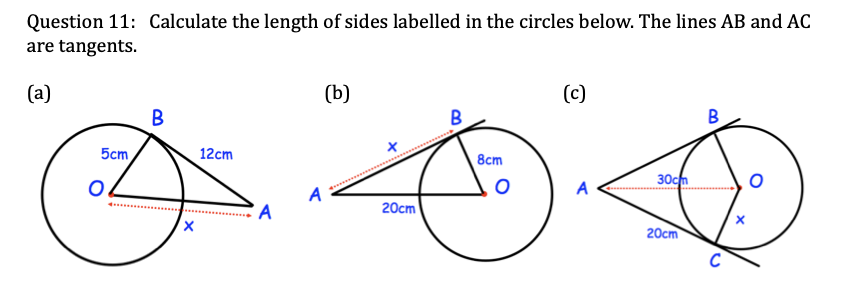 Question 11: Calculate the length of sides labelled in the circles below. The lines AB and AC
are tangents.
(a)
B
5cm
12cm
O
A
x
(b)
B
x
8cm
A
O
20cm
(c)
B
30cm
A
O
x
20cm
C